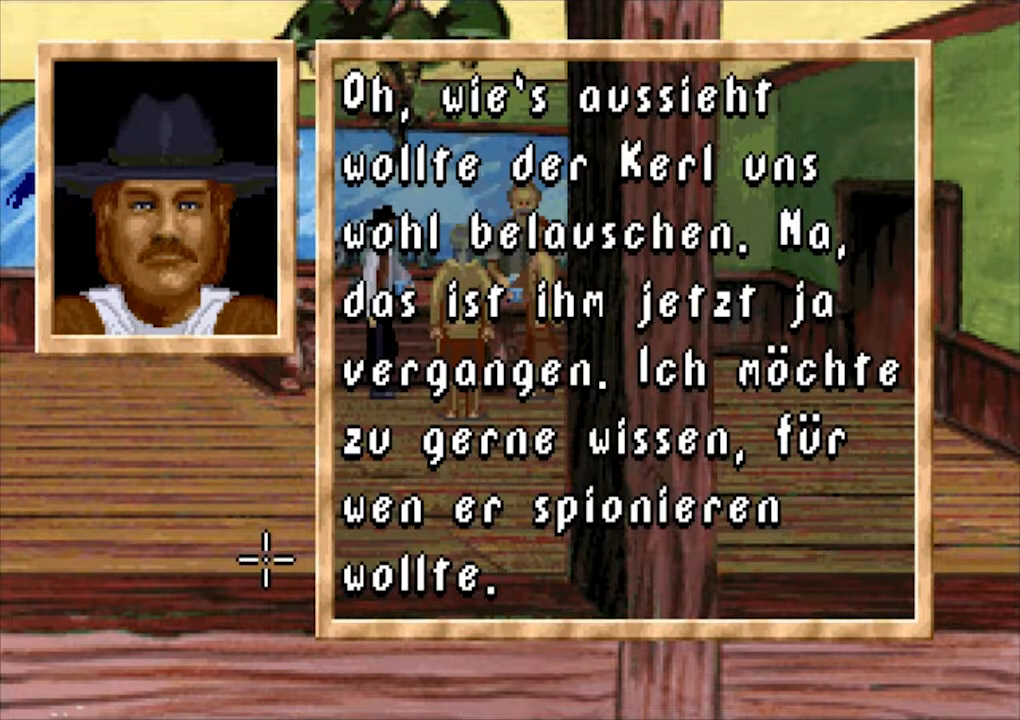 Oh, wie's aussieht
wollte der Kerl uns
wohl belauschen. Na,
das ist ihm jetzt ja
vergangen. Ich möchte
zu gerne wissen, für
wen er spionieren
wollte.